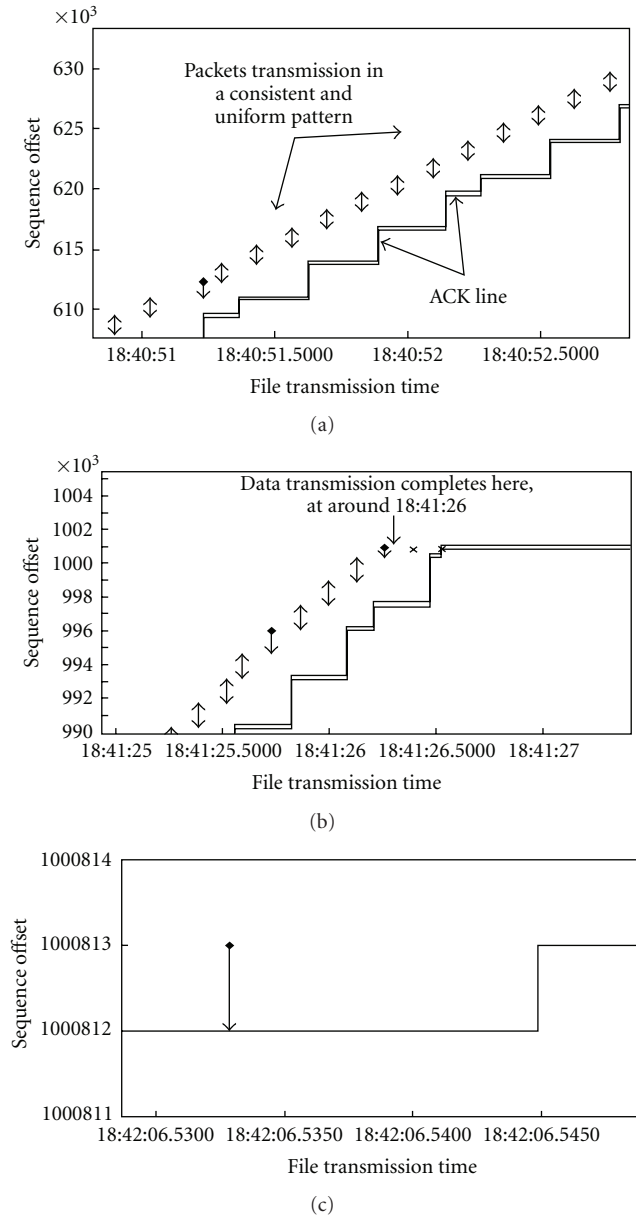 ×10³
630
625
620
615
610
Sequence offset
Packets transmission in
a consistent and
uniform pattern
ACK line
18:40:51 18:40:51.5000 18:40:52 18:40:52.5000
File transmission time
(a)
×10³
1004
1002
1000
998
996
994
992
990
Sequence offset
Data transmission completes here,
at around 18:41:26
18:41:25 18:41:25.5000 18:41:26 18:41:26.5000 18:41:27
File transmission time
(b)
1000814
1000813
1000812
1000811
Sequence offset
18:42:06.5300 18:42:06.5350 18:42:06.5400 18:42:06.5450
File transmission time
(c)